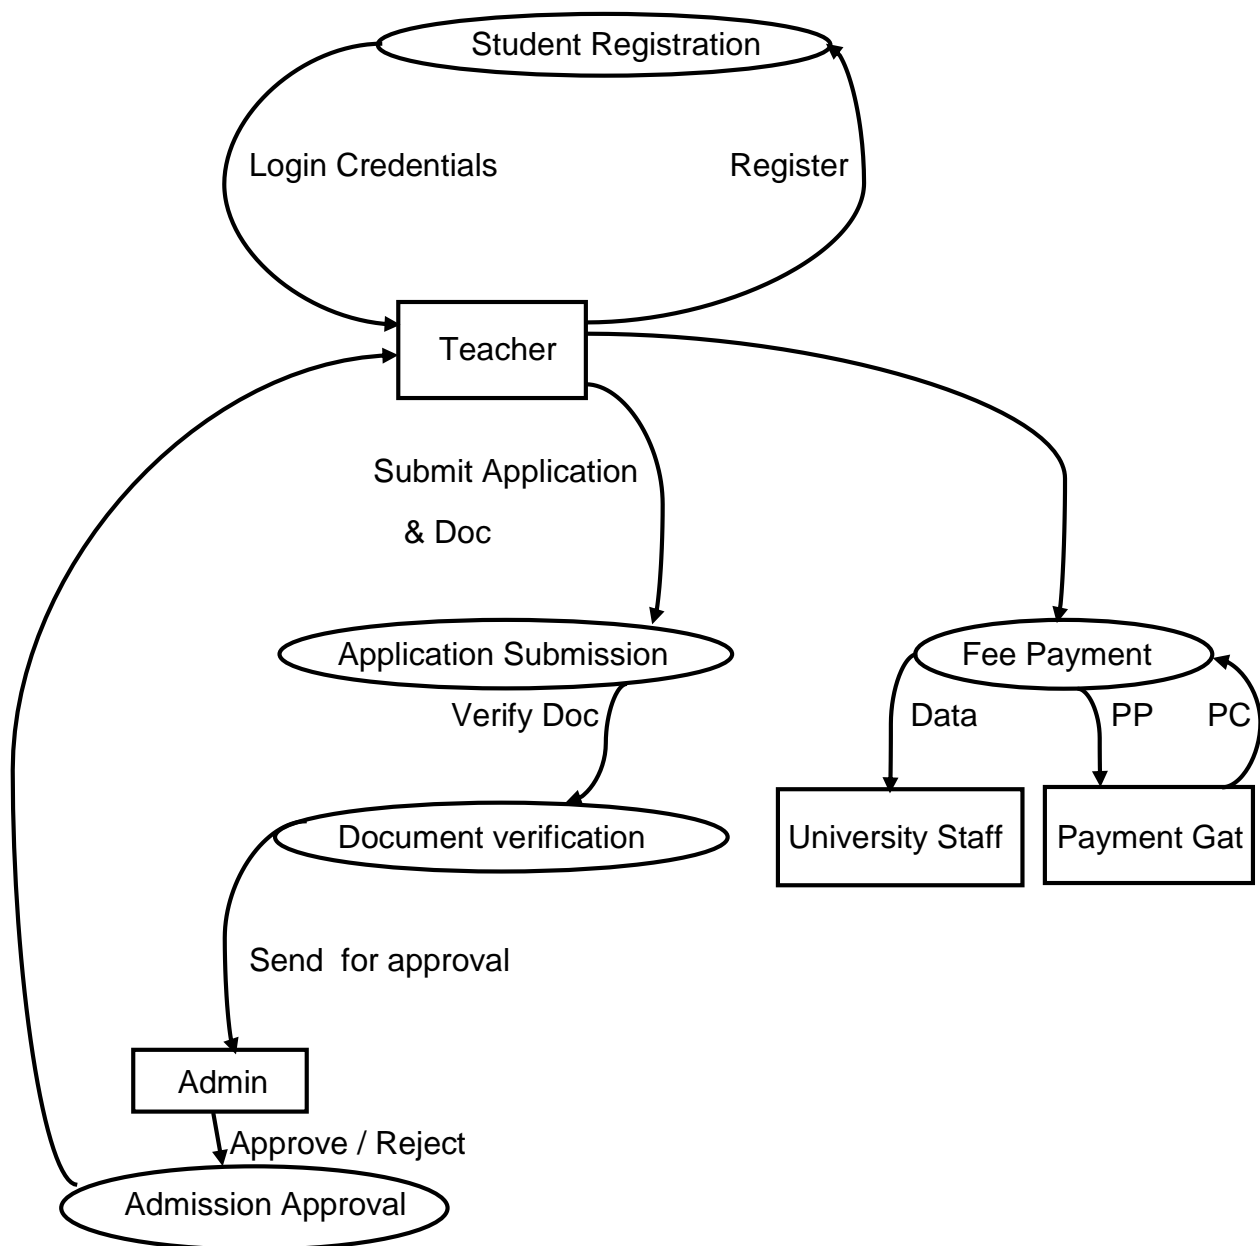 Student Registration
Login Credentials
Register
Teacher
Submit Application
& Doc
Application Submission
Fee Payment
Verify Doc
Data
PP
PC
Document verification
University Staff
Payment Gat
Send  for approval
Admin
Approve / Reject
Admission Approval